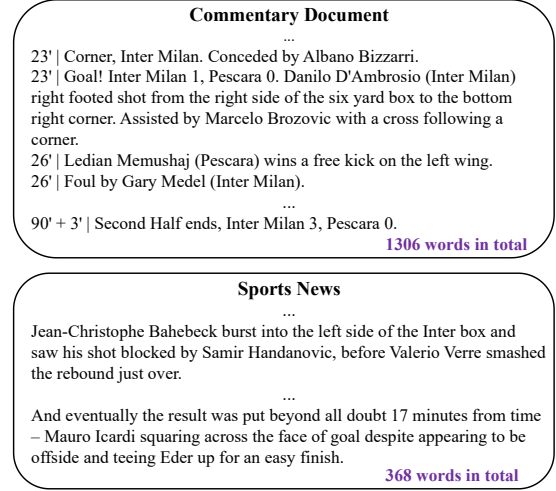 Commentary Document
...
23' | Corner, Inter Milan. Conceded by Albano Bizzarri.
23' | Goal! Inter Milan 1, Pescara 0. Danilo D'Ambrosio (Inter Milan)
right footed shot from the right side of the six yard box to the bottom
right corner. Assisted by Marcelo Brozovic with a cross following a
corner.
26' | Ledian Memushaj (Pescara) wins a free kick on the left wing.
26' | Foul by Gary Medel (Inter Milan).
...
90' + 3' | Second Half ends, Inter Milan 3, Pescara 0.
1306 words in total
Sports News
...
Jean-Christophe Bahebeck burst into the left side of the Inter box and
saw his shot blocked by Samir Handanovic, before Valerio Verre smashed
the rebound just over.
...
And eventually the result was put beyond all doubt 17 minutes from time
– Mauro Icardi squaring across the face of goal despite appearing to be
offside and teeing Eder up for an easy finish.
368 words in total